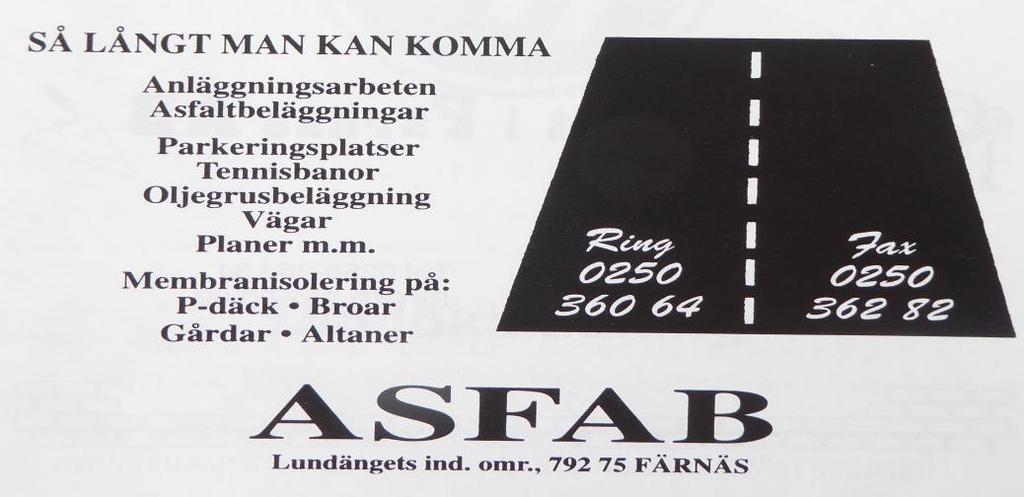 SÅ LÅNGT MAN KAN KOMMA
Anläggningsarbeten
Asfaltbeläggningar
Parkeringsplatser
Tennisbanor
Oljegrusbeläggning
Vägar
Planer m.m.
Membranisolering på:
P-däck • Broar
Gårdar • Altaner
Ring
0250
360 64
Fax
0250
362 82
ASFAB
Lundängets ind. omr., 792 75 FÄRNÄS